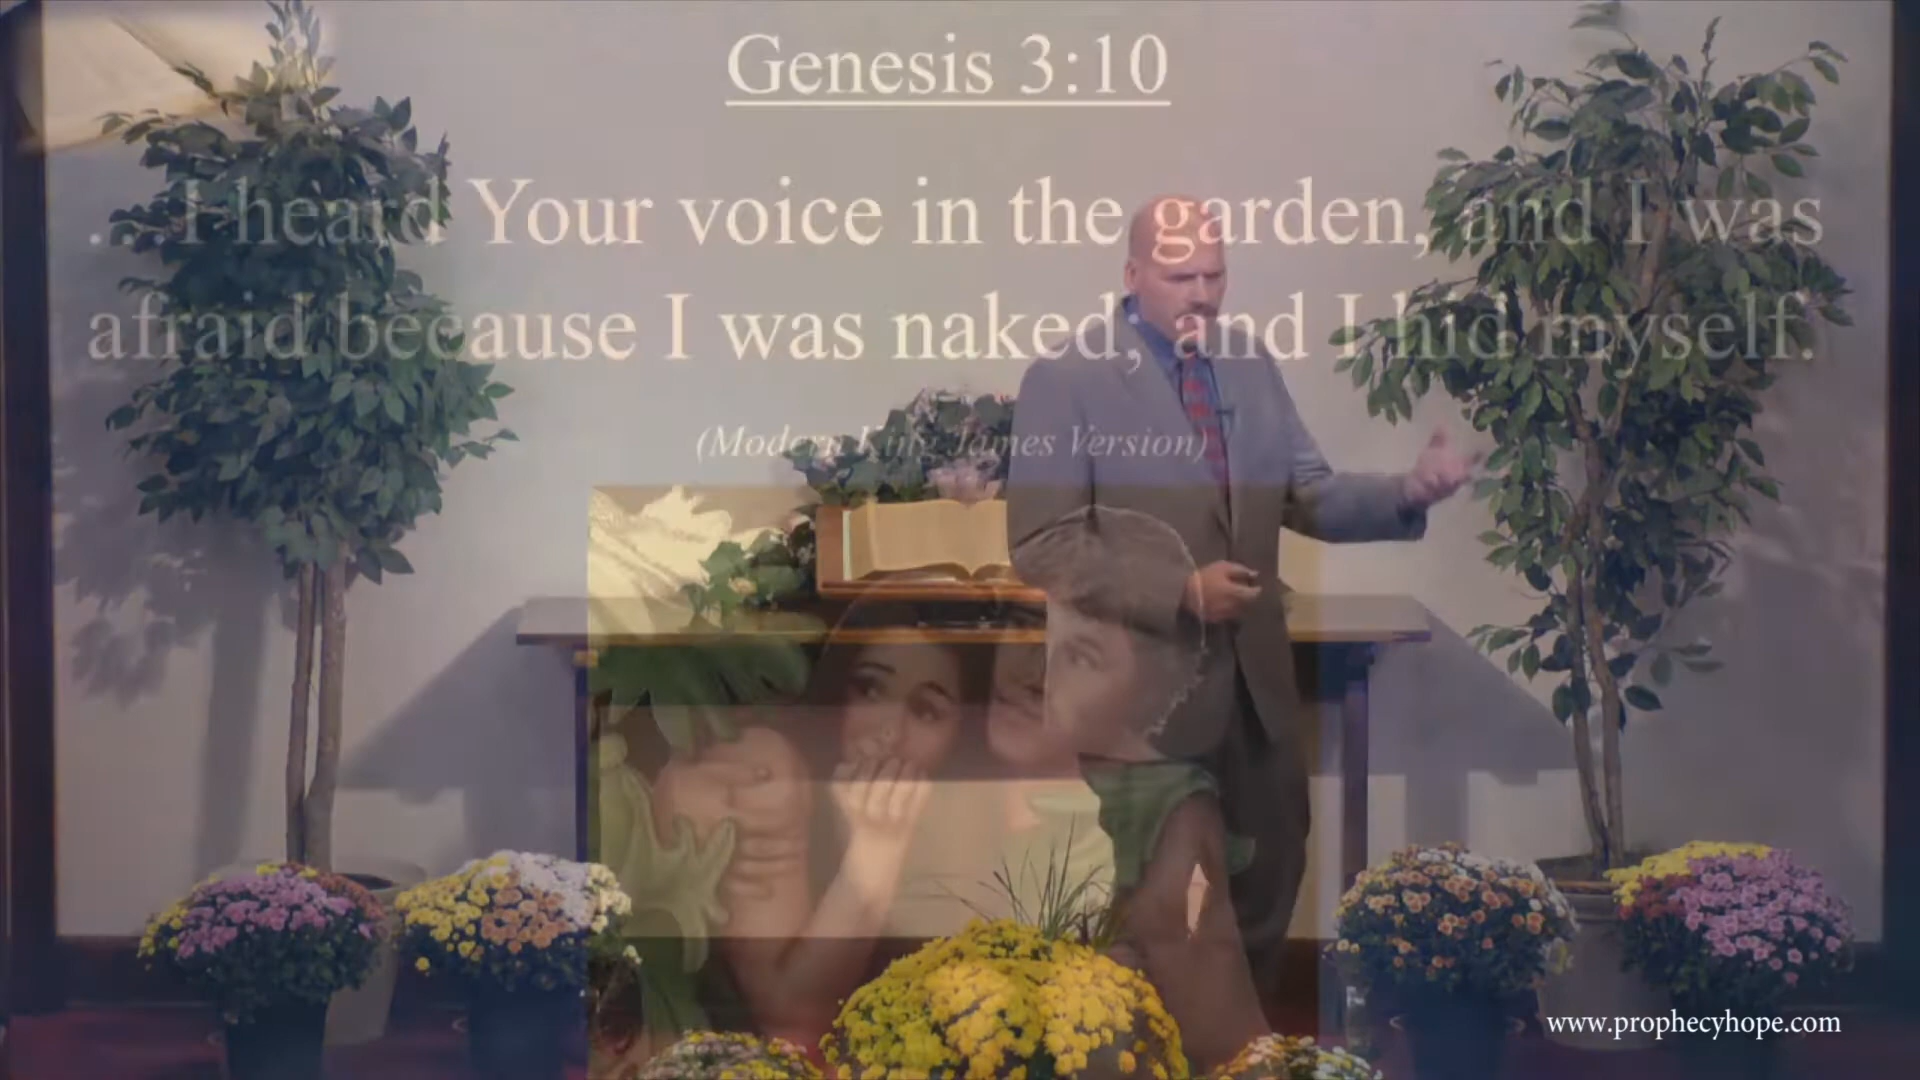 Genesis 3:10
... I heard Your voice in the garden, and I was
afraid because I was naked; and I hid myself.
(Modern King James Version)
www.prophecyhope.com